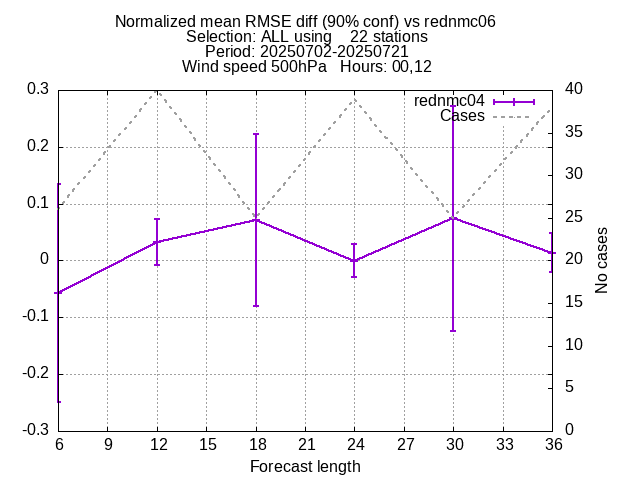 Normalized mean RMSE diff (90% conf) vs rednmc06
Selection: ALL using    22 stations
Period: 20250702-20250721
Wind speed 500hPa   Hours: 00,12
rednmc04
Cases
0.3
0.2
0.1
0
-0.1
-0.2
-0.3
40
35
30
25
20
15
10
5
0
No cases
6 9 12 15 18 21 24 27 30 33 36
Forecast length